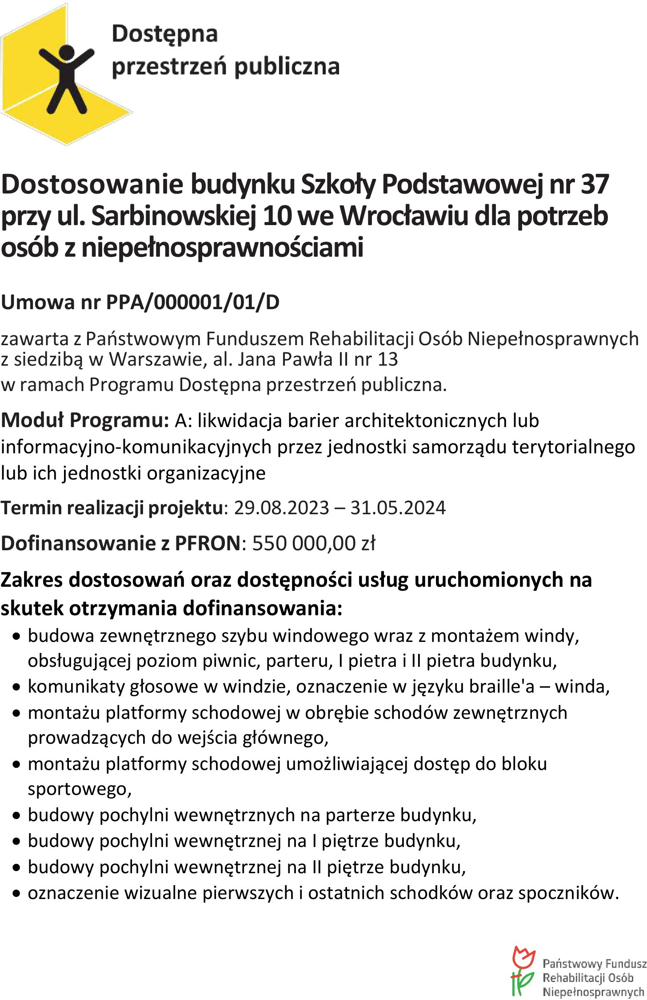 Dostępna
przestrzeń publiczna
Dostosowanie budynku Szkoły Podstawowej nr 37
przy ul. Sarbinowskiej 10 we Wrocławiu dla potrzeb
osób z niepełnosprawnościami
Umowa nr PPA/000001/01/D
zawarta z Państwowym Funduszem Rehabilitacji Osób Niepełnosprawnych
z siedzibą w Warszawie, al. Jana Pawła II nr 13
w ramach Programu Dostępna przestrzeń publiczna.
Moduł Programu: A: likwidacja barier architektonicznych lub
informacyjno-komunikacyjnych przez jednostki samorządu terytorialnego
lub ich jednostki organizacyjne
Termin realizacji projektu: 29.08.2023 – 31.05.2024
Dofinansowanie z PFRON: 550 000,00 zł
Zakres dostosowań oraz dostępności usług uruchomionych na
skutek otrzymania dofinansowania:
• budowa zewnętrznego szybu windowego wraz z montażem windy,
obsługującej poziom piwnic, parteru, I pietra i II pietra budynku,
• komunikaty głosowe w windzie, oznaczenie w języku braille'a – winda,
• montażu platformy schodowej w obrębie schodów zewnętrznych
prowadzących do wejścia głównego,
• montażu platformy schodowej umożliwiającej dostęp do bloku
sportowego,
• budowy pochylni wewnętrznych na parterze budynku,
• budowy pochylni wewnętrznej na I piętrze budynku,
• budowy pochylni wewnętrznej na II piętrze budynku,
• oznaczenie wizualne pierwszych i ostatnich schodków oraz spoczników.
Państwowy Fundusz
Rehabilitacji Osób
Niepełnosprawnych